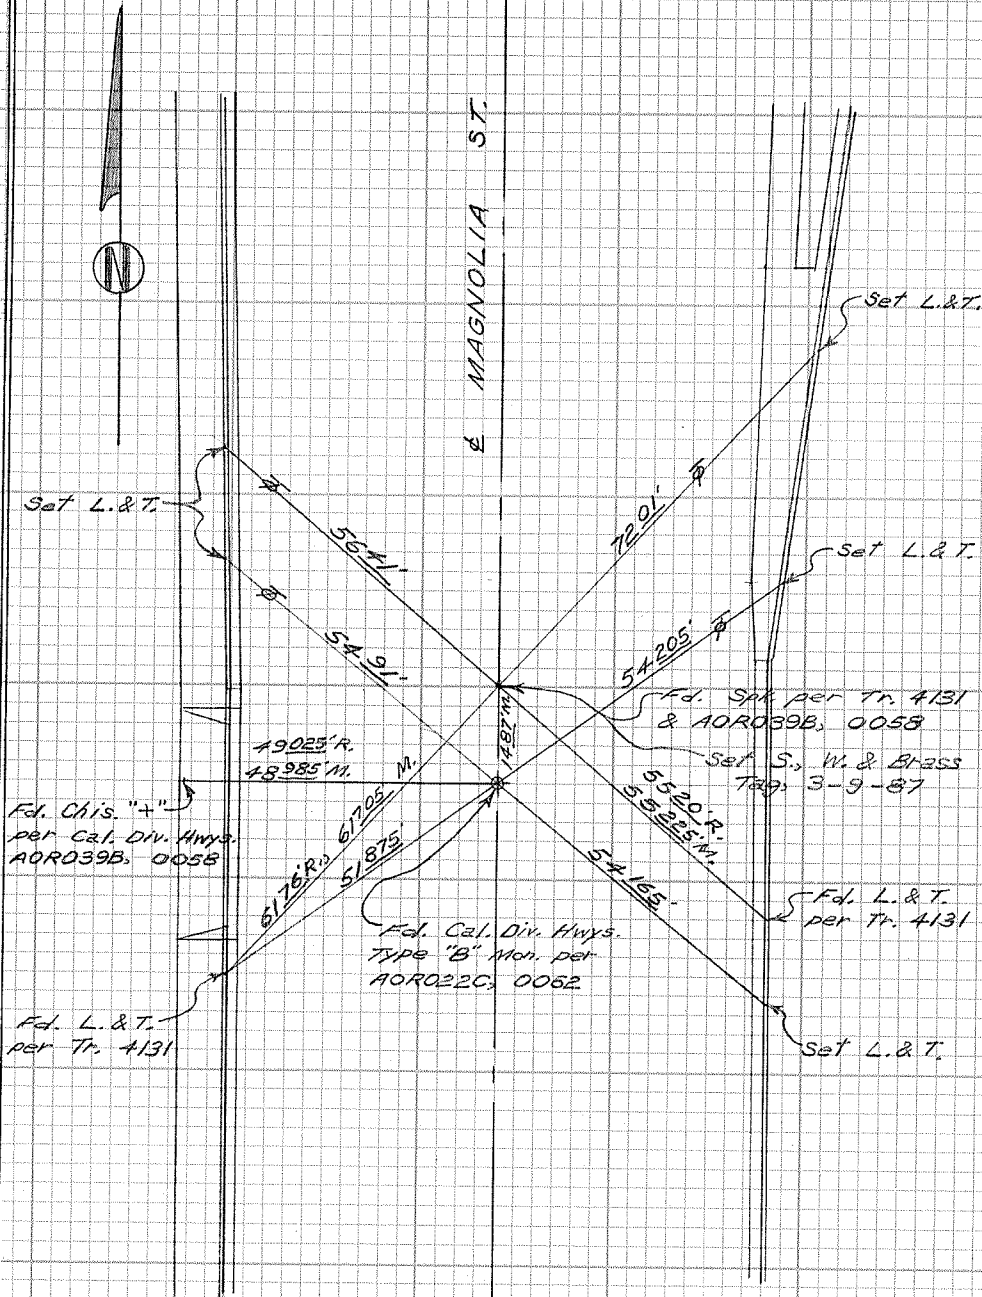 N
℄ MAGNOLIA ST.
Set L.&T.
Set L.&T.
56.41'
72.01'
Set L.&T.
54.91'
54.205'
Fd. Spk. per Tr. 4131
& AOR039B, 0058
14.87'M.
Set S., W. & Brass
Tag, 3-9-87
49.025'R.
48.985'M.
Fd. Chis. "+"
per Cal. Div. Hwys.
AOR039B, 0058
61.76'R., 61.705 M.
51.875'
55.20'R.
55.225'M.
54.165'
Fd. L.&T.
per Tr. 4131
Fd. Cal. Div. Hwys.
Type "B" Mon. per
AOR022C, 0062
Fd. L.&T.
per Tr. 4131
Set L.&T.